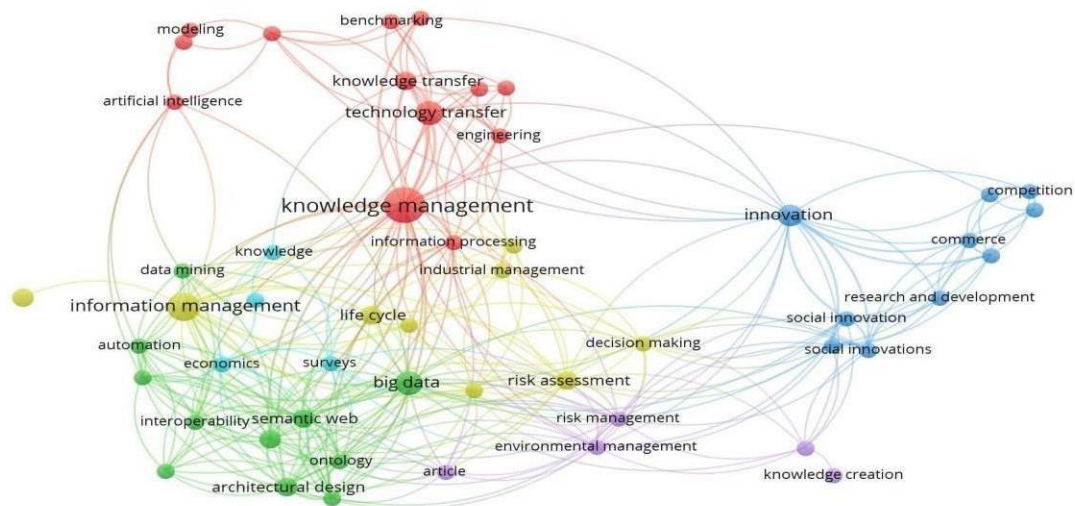 benchmarking
modeling
knowledge transfer
artificial intelligence
technology transfer
engineering
knowledge management
competition
innovation
information processing
commerce
knowledge
data mining
industrial management
information management
research and development
life cycle
social innovation
automation
decision making
social innovations
economics
surveys
big data
risk assessment
interoperability
semantic web
risk management
environmental management
ontology
article
knowledge creation
architectural design